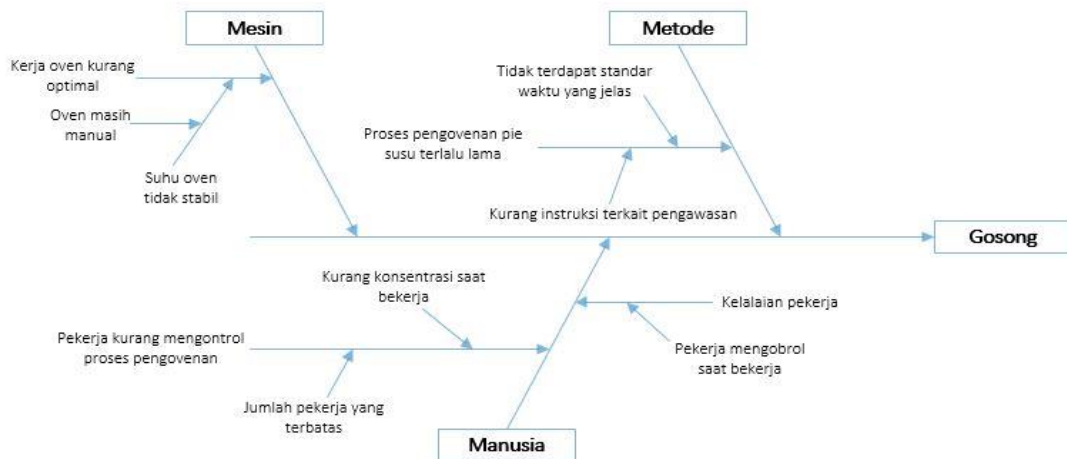 Mesin
Metode
Kerja oven kurang
optimal
Oven masih
manual
Suhu oven
tidak stabil
Tidak terdapat standar
waktu yang jelas
Proses pengovenan pie
susu terlalu lama
Kurang instruksi terkait pengawasan
Gosong
Kurang konsentrasi saat
bekerja
Kelalaian pekerja
Pekerja kurang mengontrol
proses pengovenan
Pekerja mengobrol
saat bekerja
Jumlah pekerja yang
terbatas
Manusia